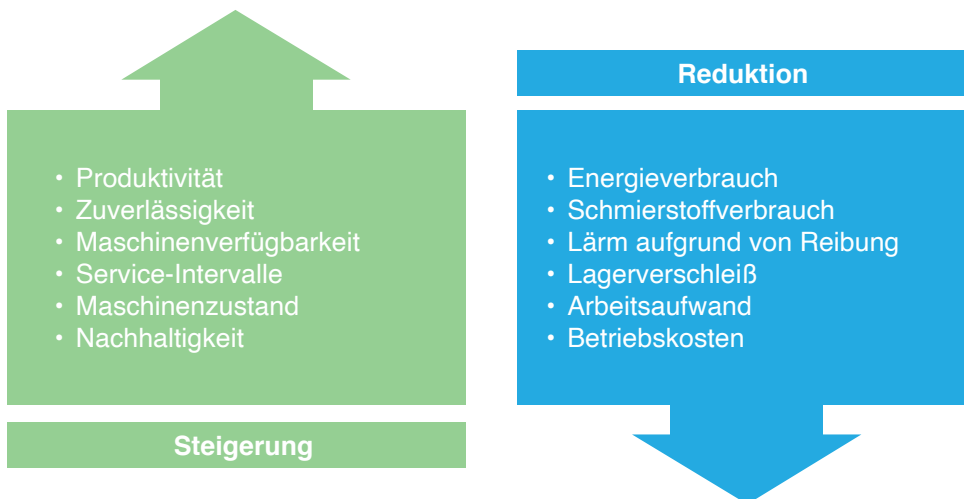 • Produktivität
• Zuverlässigkeit
• Maschinenverfügbarkeit
• Service-Intervalle
• Maschinenzustand
• Nachhaltigkeit
Steigerung
Reduktion
• Energieverbrauch
• Schmierstoffverbrauch
• Lärm aufgrund von Reibung
• Lagerverschleiß
• Arbeitsaufwand
• Betriebskosten